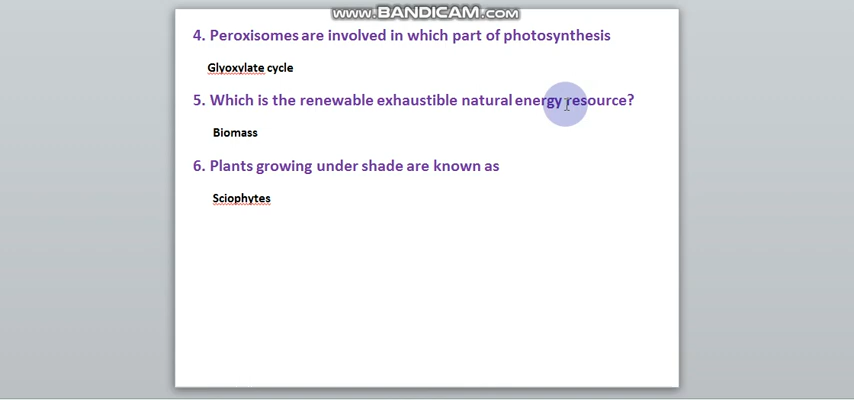 www.BANDICAM.com
4. Peroxisomes are involved in which part of photosynthesis
Glyoxylate cycle
5. Which is the renewable exhaustible natural energy resource?
Biomass
6. Plants growing under shade are known as
Sciophytes